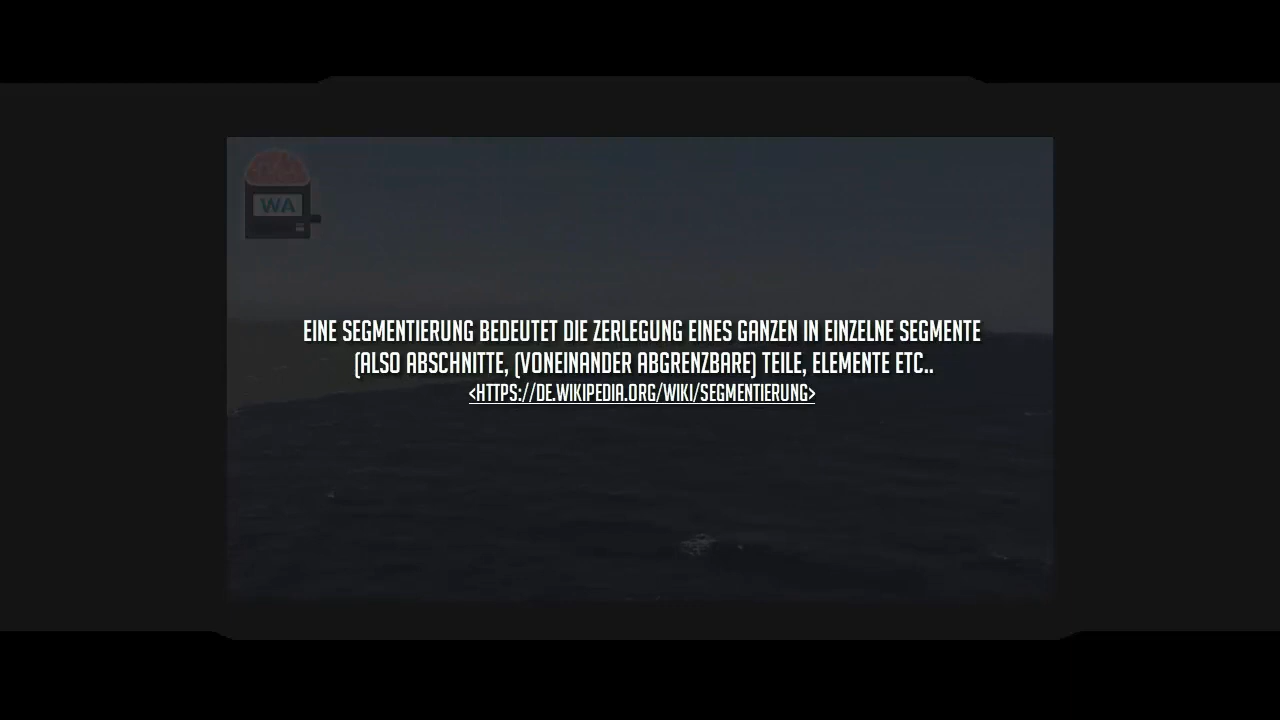 WA
EINE SEGMENTIERUNG BEDEUTET DIE ZERLEGUNG EINES GANZEN IN EINZELNE SEGMENTE
(ALSO ABSCHNITTE, (VONEINANDER ABGRENZBARE) TEILE, ELEMENTE ETC..
<HTTPS://DE.WIKIPEDIA.ORG/WIKI/SEGMENTIERUNG>